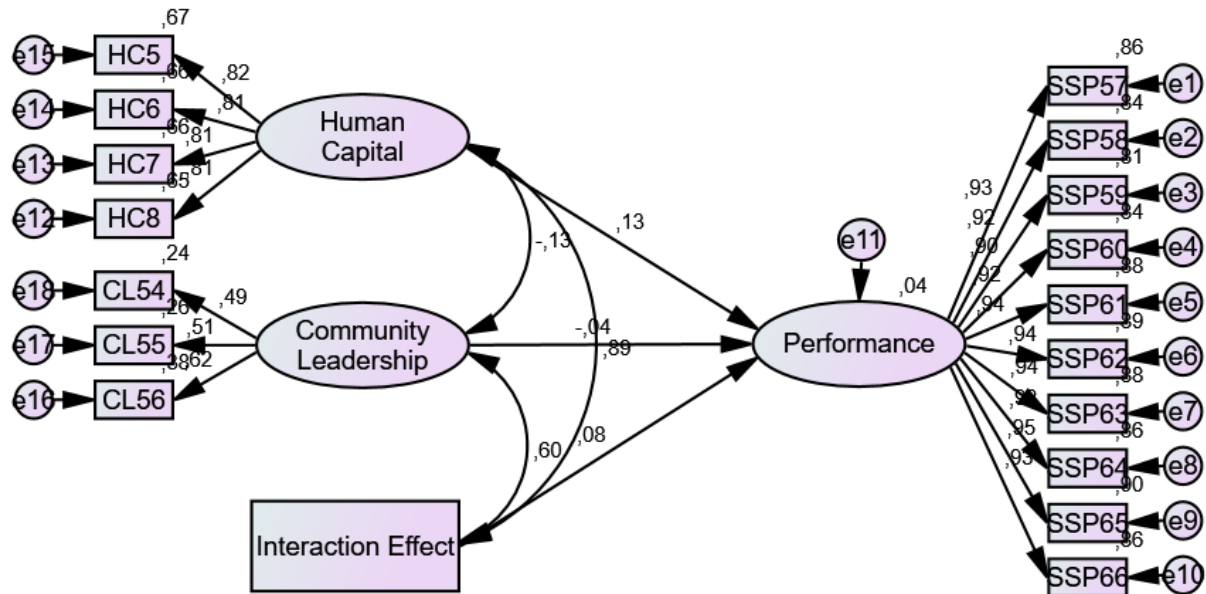 ,67
e15 HC5
,82
,66
e14 HC6
,81
,66
e13 HC7
,81
,81
,65
e12 HC8
Human
Capital
,24
e18 CL54
,49
,26
e17 CL55
,51
,38
,62
e16 CL56
Community
Leadership
Interaction Effect
-,13
,13
-,04
,89
,60
,08
e11
,04
Performance
,93
,92
,90
,92
,94
,94
,94
,95
,93
,86
SSP57 e1
,84
SSP58 e2
,81
SSP59 e3
,84
SSP60 e4
,88
SSP61 e5
,89
SSP62 e6
,88
SSP63 e7
,86
SSP64 e8
,90
SSP65 e9
,86
SSP66 e10